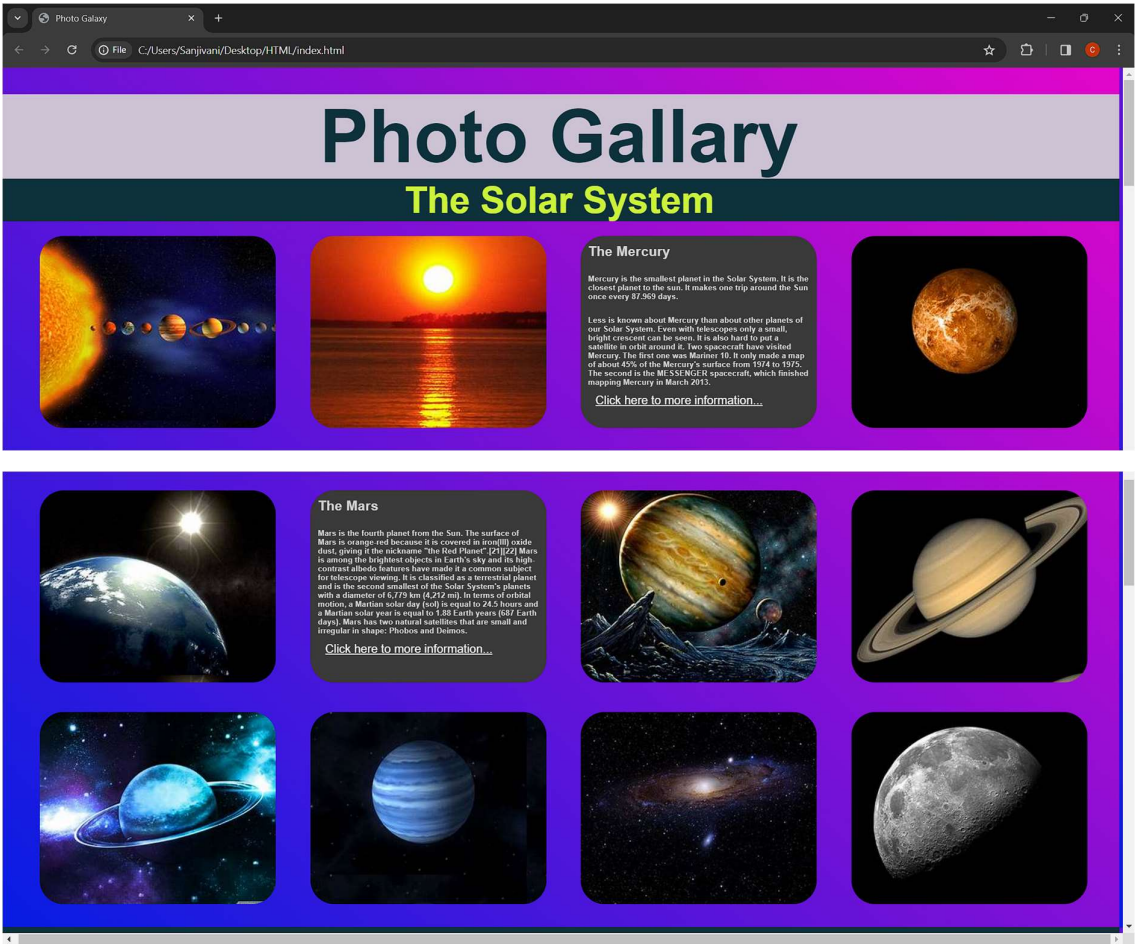 Photo Galaxy
File C:/Users/Sanjivani/Desktop/HTML/index.html
C
Photo Gallary
The Solar System
The Mercury
Mercury is the smallest planet in the Solar System. It is the
closest planet to the sun. It makes one trip around the Sun
once every 87.969 days.
Less is known about Mercury than about other planets of
our Solar System. Even with telescopes only a small,
bright crescent can be seen. It is also hard to put a
satellite in orbit around it. Two spacecraft have visited
Mercury. The first one was Mariner 10. It only made a map
of about 45% of the Mercury's surface from 1974 to 1975.
The second is the MESSENGER spacecraft, which finished
mapping Mercury in March 2013.
Click here to more information...
The Mars
Mars is the fourth planet from the Sun. The surface of
Mars is orange-red because it is covered in iron(III) oxide
dust, giving it the nickname "the Red Planet".[21][22] Mars
is among the brightest objects in Earth's sky and its high-
contrast albedo features have made it a common subject
for telescope viewing. It is classified as a terrestrial planet
and is the second smallest of the Solar System's planets
with a diameter of 6,779 km (4,212 mi). In terms of orbital
motion, a Martian solar day (sol) is equal to 24.5 hours and
a Martian solar year is equal to 1.88 Earth years (687 Earth
days). Mars has two natural satellites that are small and
irregular in shape: Phobos and Deimos.
Click here to more information...